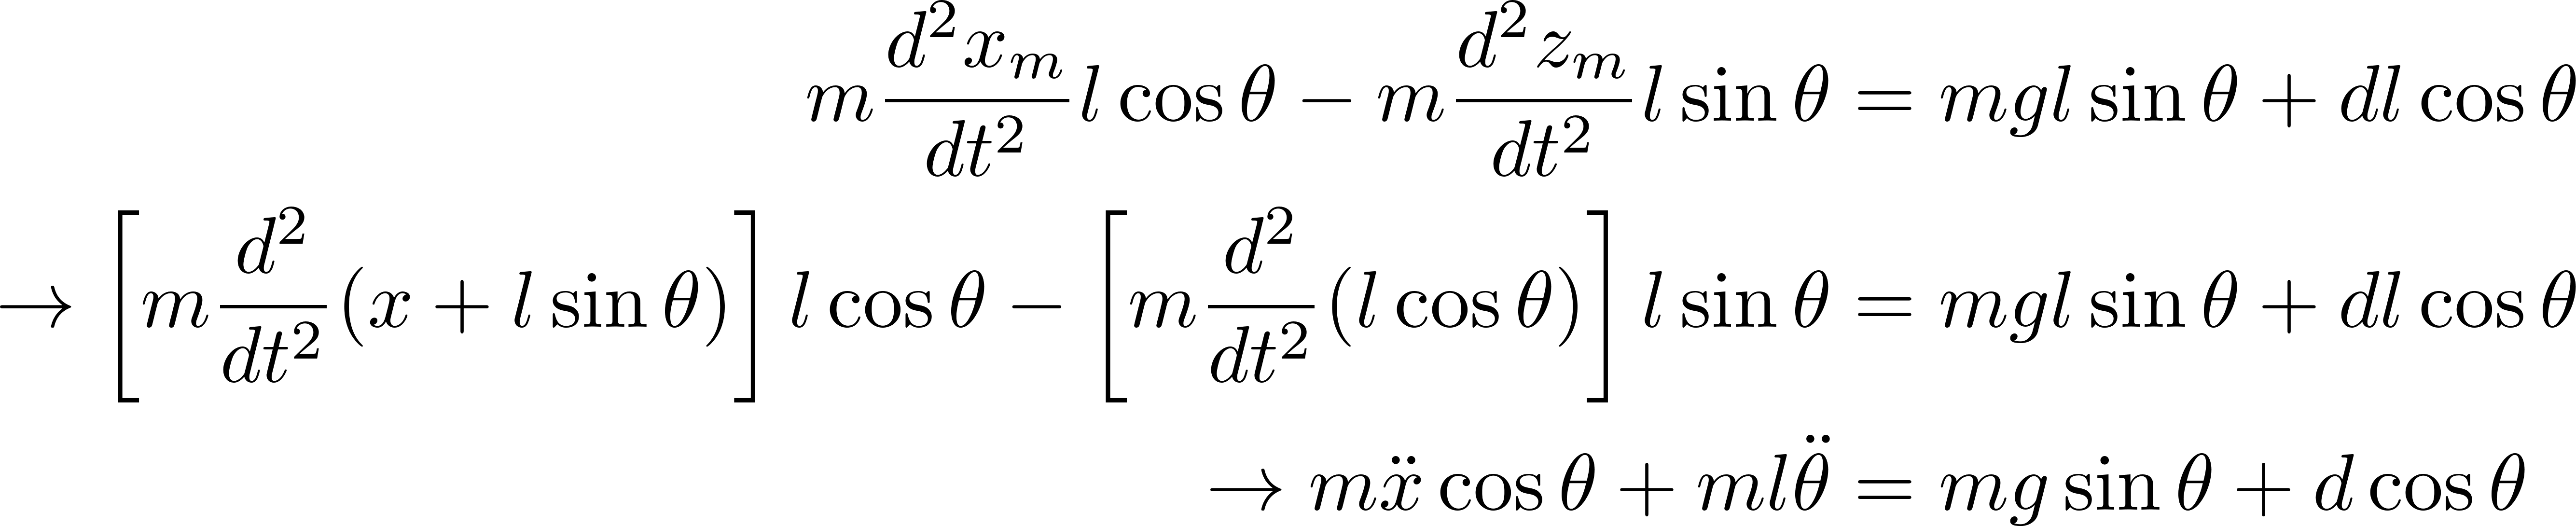 m\frac{d^2 x_m}{dt^2} l \cos\theta - m\frac{d^2 z_m}{dt^2} l \sin\theta = mgl \sin\theta + dl \cos\theta
\rightarrow \left[ m\frac{d^2}{dt^2}(x + l \sin\theta) \right] l \cos\theta - \left[ m\frac{d^2}{dt^2}(l \cos\theta) \right] l \sin\theta = mgl \sin\theta + dl \cos\theta
\rightarrow m\ddot{x} \cos\theta + ml\ddot{\theta} = mg \sin\theta + d \cos\theta